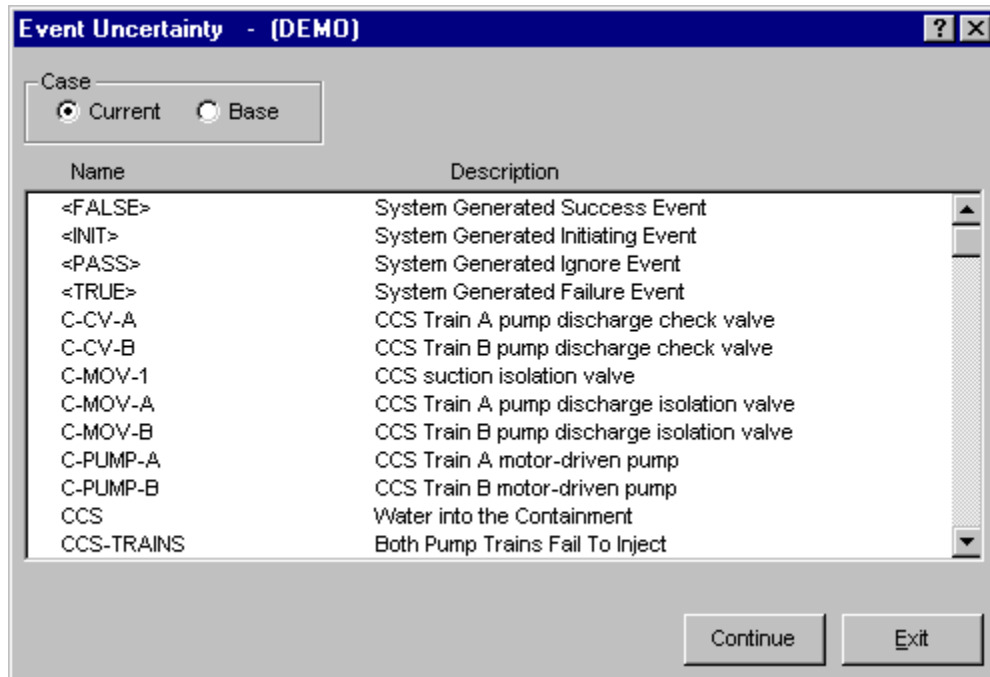 Event Uncertainty - (DEMO)
Case
Current Base
Name Description
<FALSE> System Generated Success Event
<INIT> System Generated Initiating Event
<PASS> System Generated Ignore Event
<TRUE> System Generated Failure Event
C-CV-A CCS Train A pump discharge check valve
C-CV-B CCS Train B pump discharge check valve
C-MOV-1 CCS suction isolation valve
C-MOV-A CCS Train A pump discharge isolation valve
C-MOV-B CCS Train B pump discharge isolation valve
C-PUMP-A CCS Train A motor-driven pump
C-PUMP-B CCS Train B motor-driven pump
CCS Water into the Containment
CCS-TRAINS Both Pump Trains Fail To Inject
Continue Exit